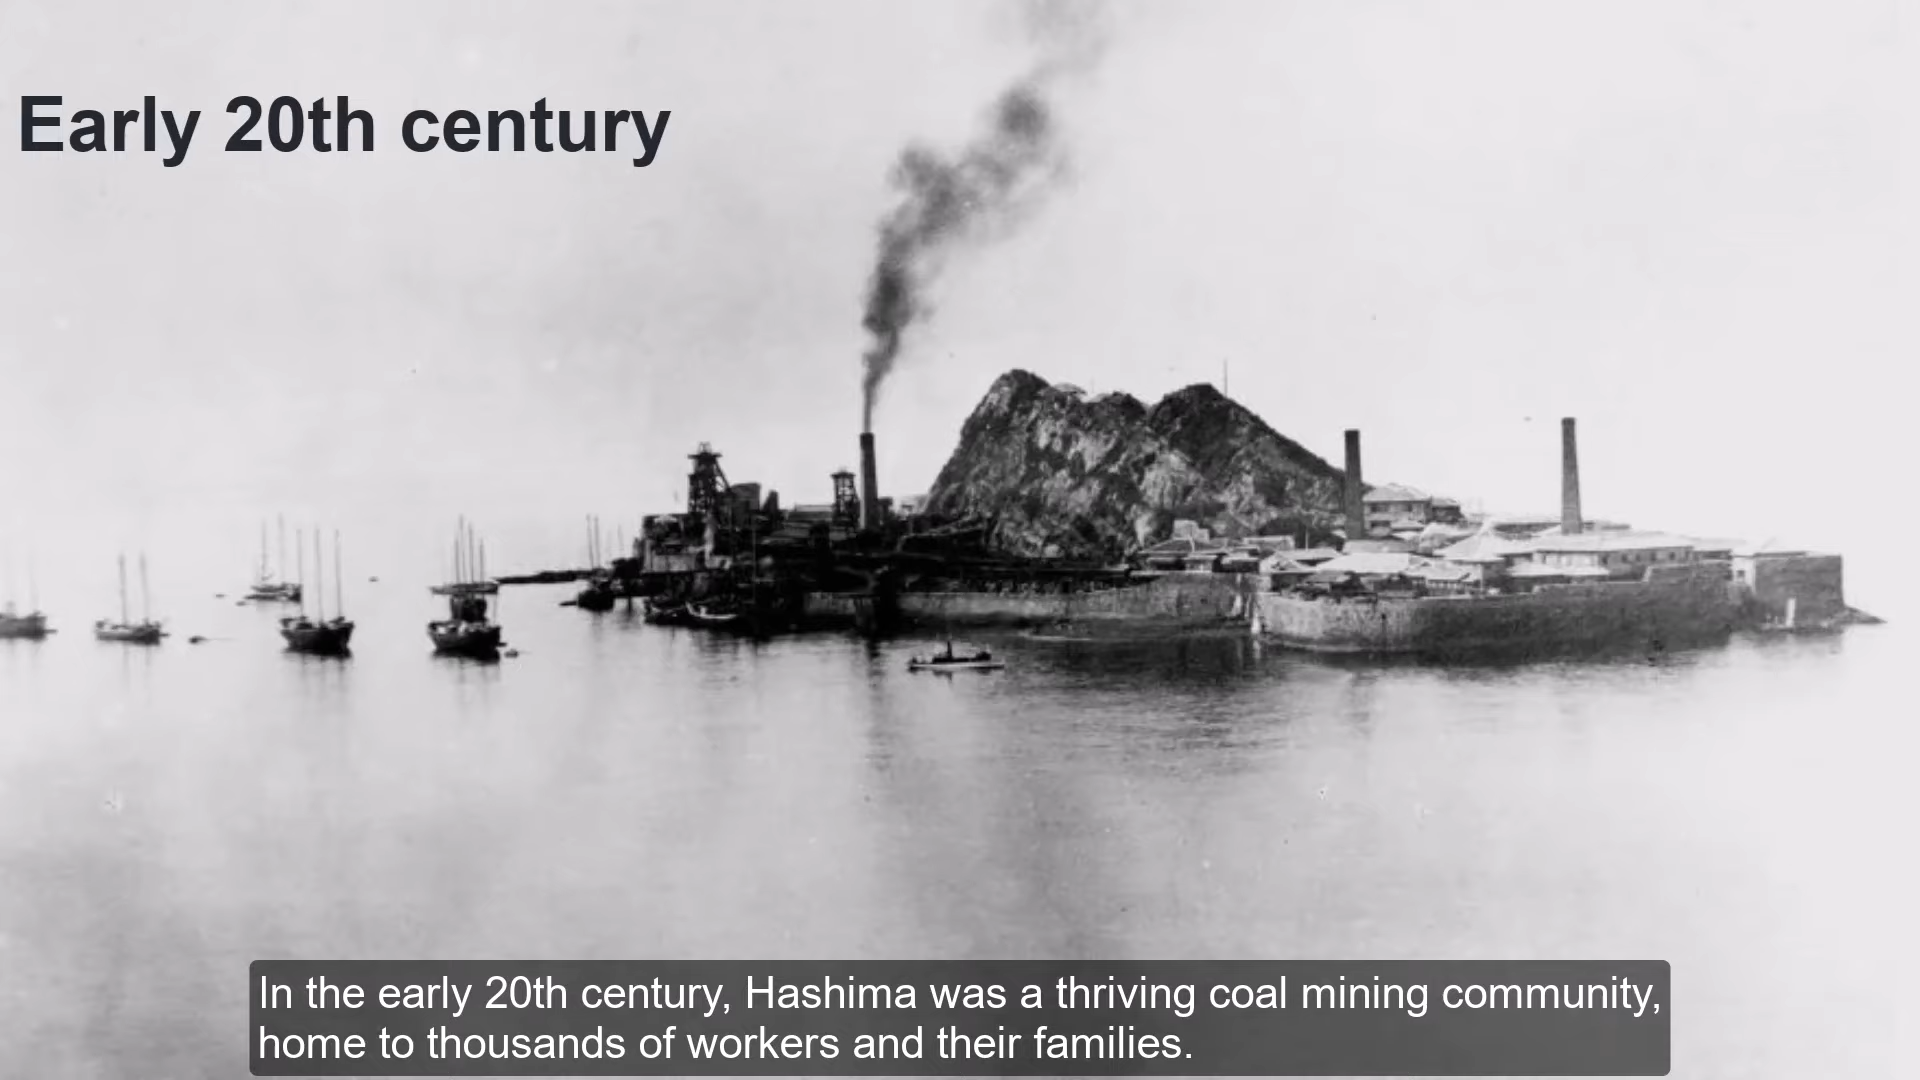 Early 20th century
In the early 20th century, Hashima was a thriving coal mining community,
home to thousands of workers and their families.